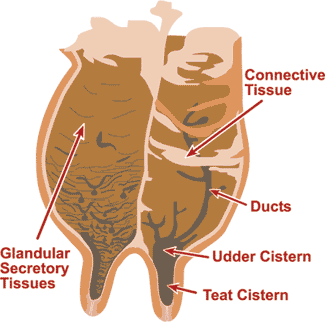 Connective
Tissue
Ducts
Glandular
Secretory
Tissues
Udder Cistern
Teat Cistern